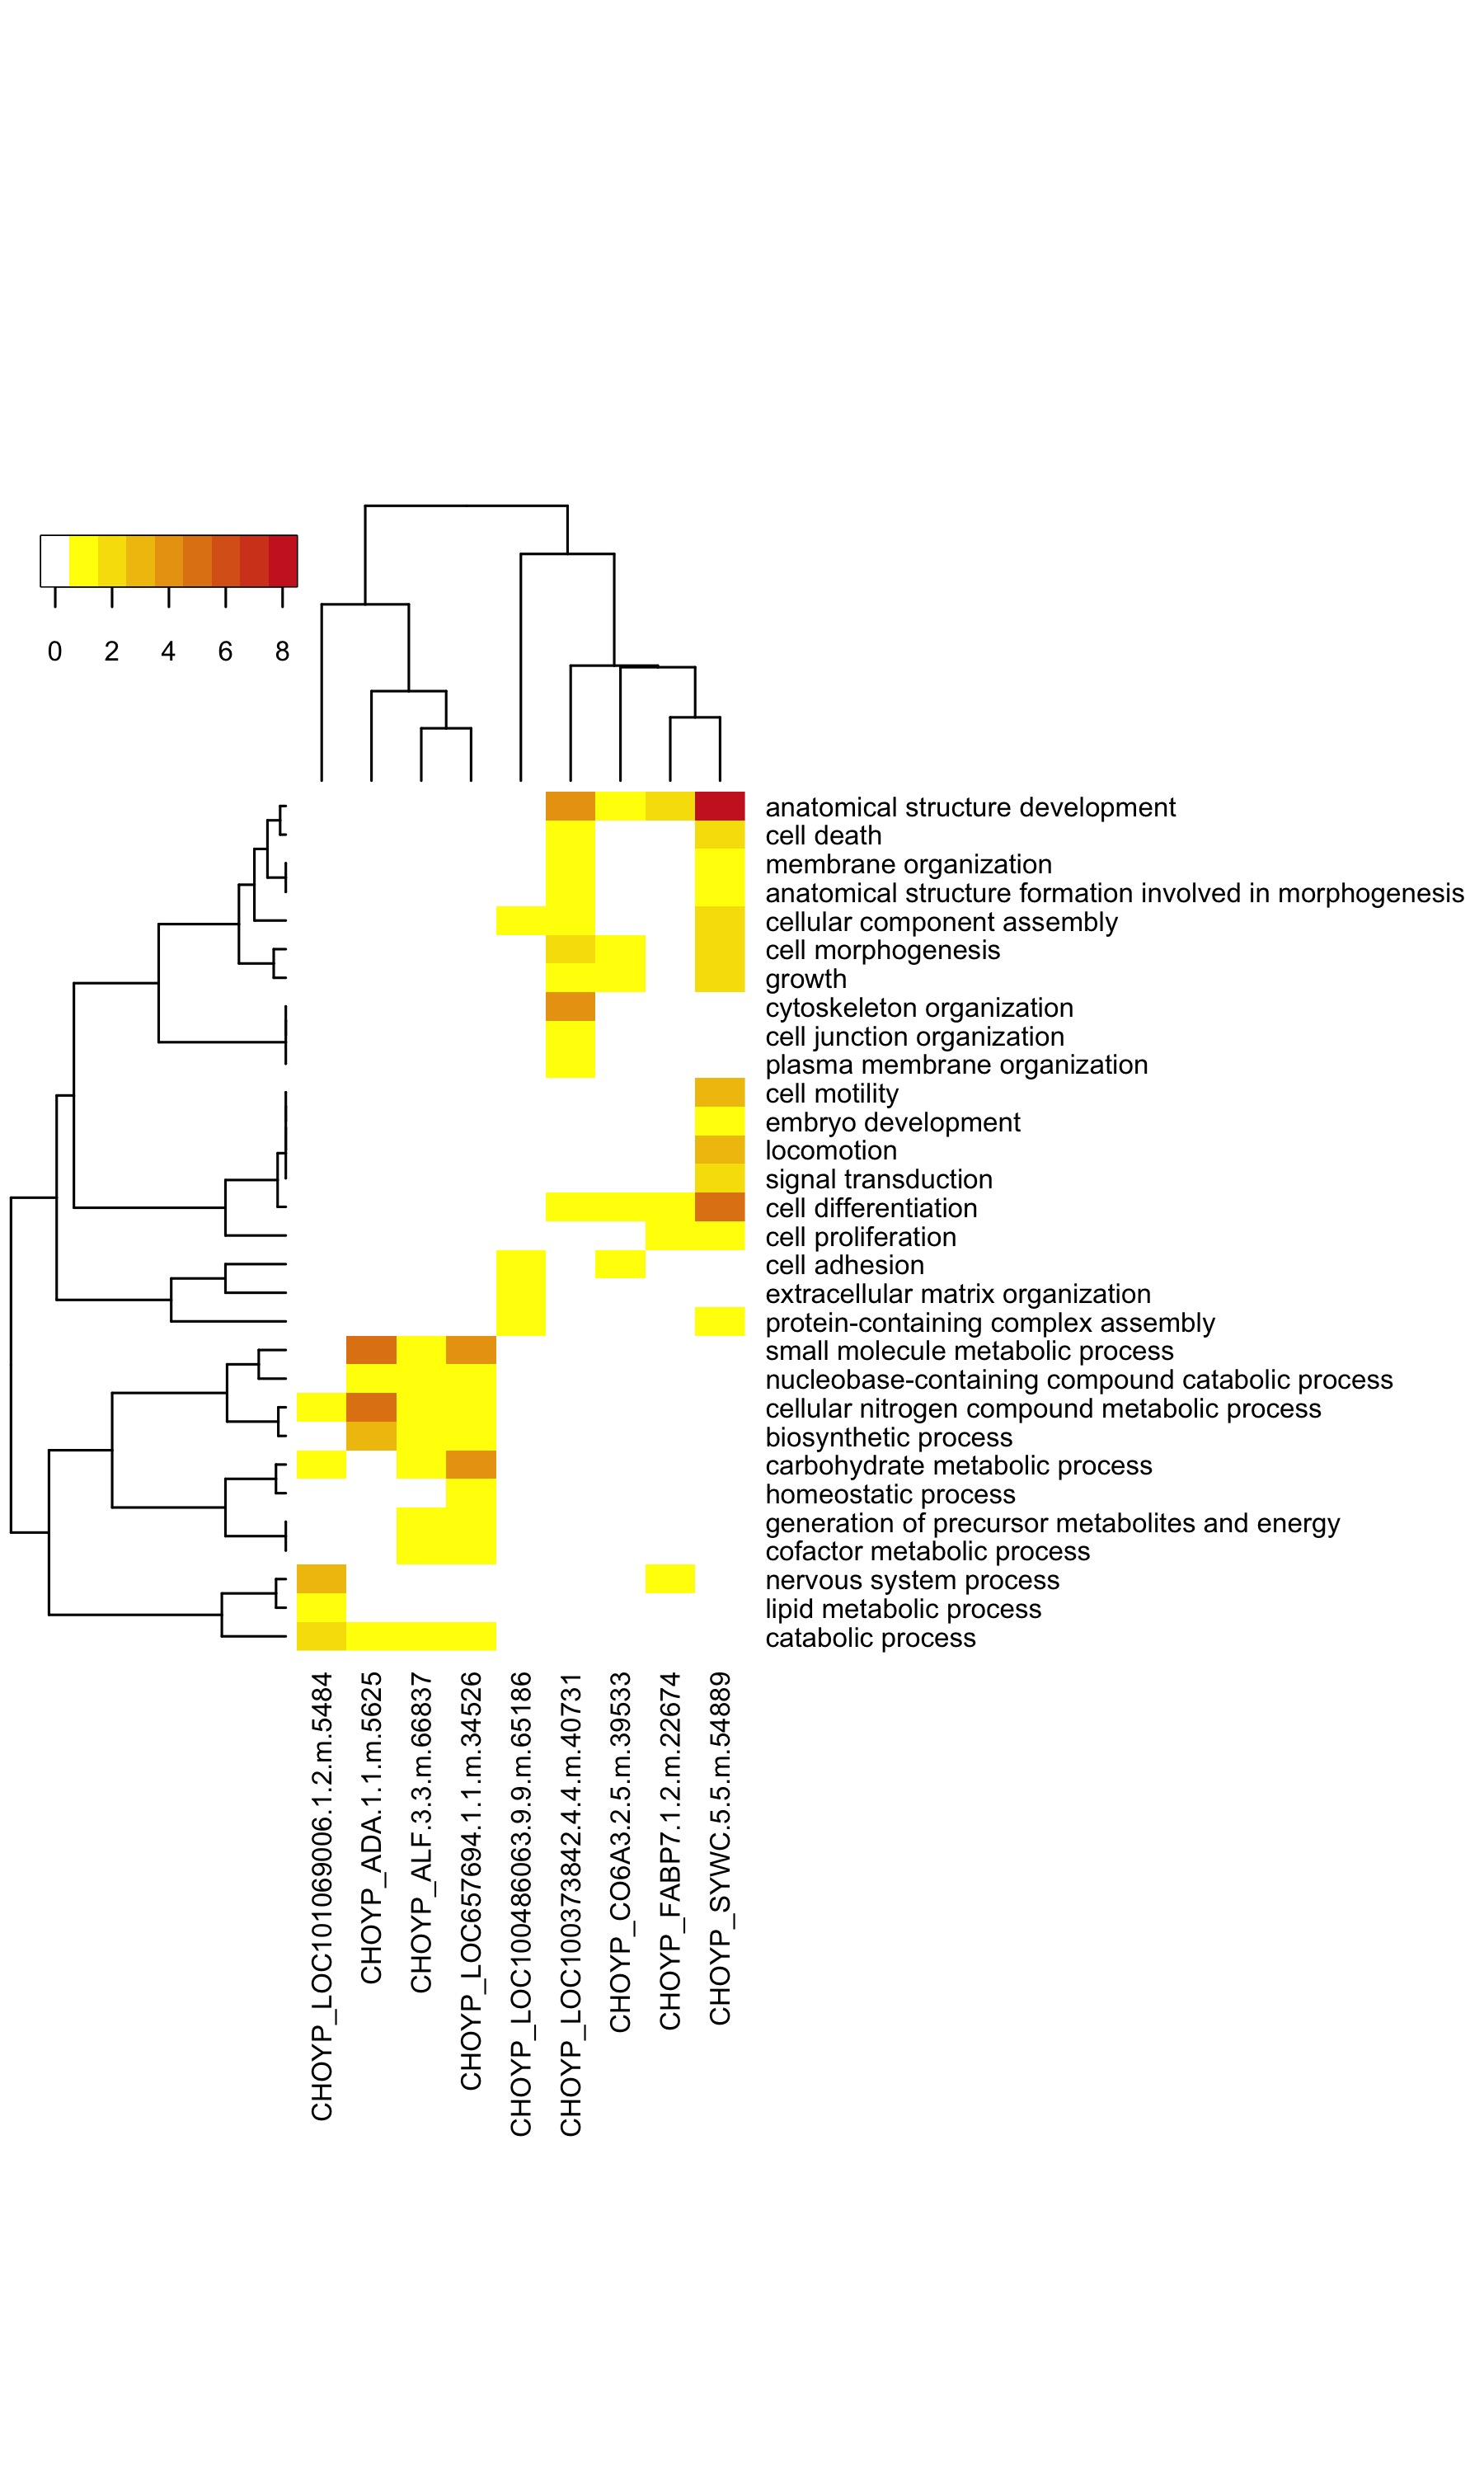 0 2 4 6 8
anatomical structure development
cell death
membrane organization
anatomical structure formation involved in morphogenesis
cellular component assembly
cell morphogenesis
growth
cytoskeleton organization
cell junction organization
plasma membrane organization
cell motility
embryo development
locomotion
signal transduction
cell differentiation
cell proliferation
cell adhesion
extracellular matrix organization
protein-containing complex assembly
small molecule metabolic process
nucleobase-containing compound catabolic process
cellular nitrogen compound metabolic process
biosynthetic process
carbohydrate metabolic process
homeostatic process
generation of precursor metabolites and energy
cofactor metabolic process
nervous system process
lipid metabolic process
catabolic process
CHOYP_LOC101069006.1.2.m.5484
CHOYP_ADA.1.1.m.5625
CHOYP_ALF.3.3.m.66837
CHOYP_LOC657694.1.1.m.34526
CHOYP_LOC100486063.9.9.m.65186
CHOYP_LOC100373842.4.4.m.40731
CHOYP_CO6A3.2.5.m.39533
CHOYP_FABP7.1.2.m.22674
CHOYP_SYWC.5.5.m.54889